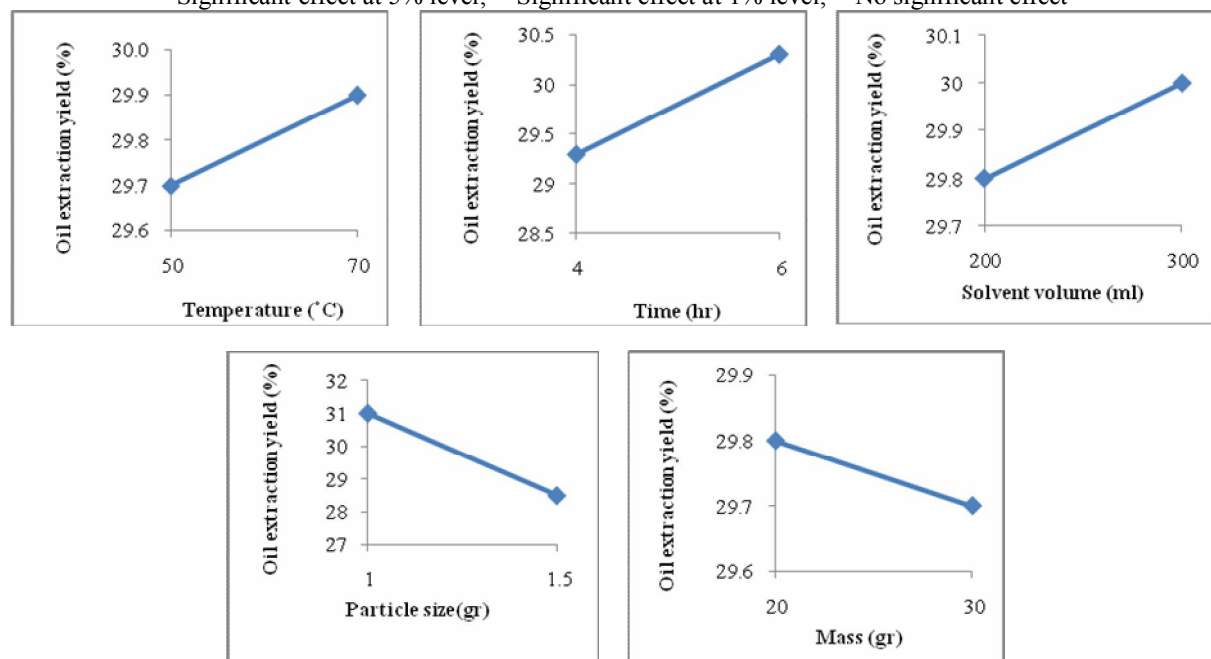 Significant effect at 5% level, Significant effect at 1% level, No significant effect
Oil extraction yield (%)
30.0
29.9
29.8
29.7
29.6
50 70
Temperature (˚C)
Oil extraction yield (%)
30.5
30
29.5
29
28.5
4 6
Time (hr)
Oil extraction yield (%)
30.1
30
29.9
29.8
29.7
200 300
Solvent volume (ml)
Oil extraction yield (%)
32
31
30
29
28
27
1 1.5
Particle size(gr)
Oil extraction yield (%)
29.9
29.8
29.7
29.6
20 30
Mass (gr)